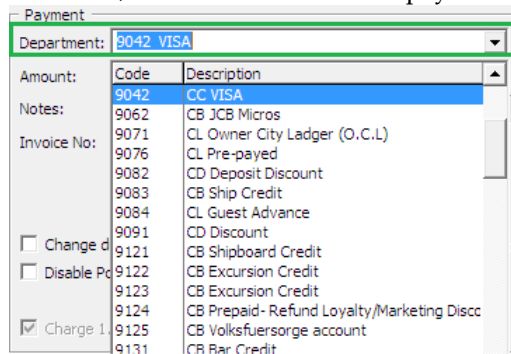 Payment
Department: 9042 VISA
Amount:
Notes:
Invoice No:
Code Description
9042 CC VISA
9062 CB JCB Micros
9071 CL Owner City Ladger (O.C.L)
9076 CL Pre-payed
9082 CD Deposit Discount
9083 CB Ship Credit
9084 CL Guest Advance
9091 CD Discount
9121 CB Shipboard Credit
9122 CB Excursion Credit
9123 CB Excursion Credit
9124 CB Prepaid- Refund Loyalty/Marketing Disco
9125 CB Volksfuersorge account
9131 CB Bar Credit
Change d
Disable Po
Charge 1.